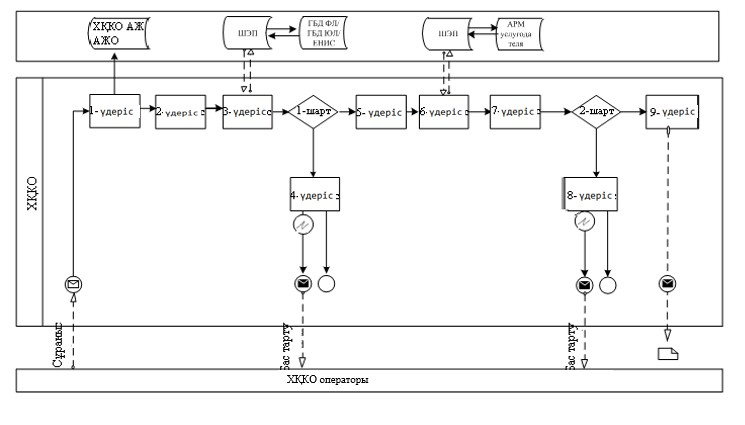 ХҚКО АЖ
АЖО
ШЭП
ГБД ФЛ/
ГБД ЮЛ/
ЕНИС
ШЭП
АРМ
услугода
теля
ХҚКО
1- үдеріс
2-үдеріс
3-үдеріс
1-шарт
5- үдеріс
6-үдеріс
7-үдеріс
2-шарт
9-үдеріс
4-үдеріс
8-үдеріс
Сұраныс
Бас тарту
Бас тарту
ХҚКО операторы